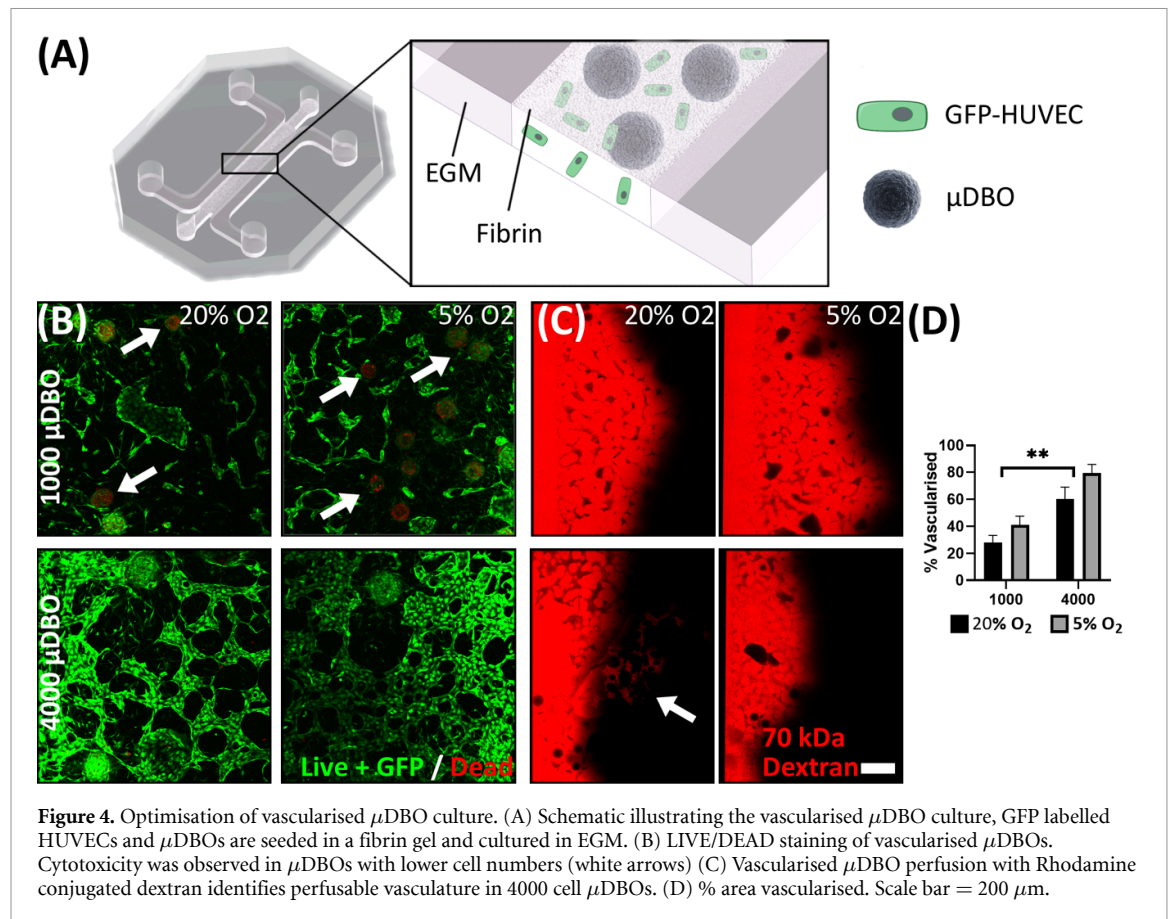 (A)
EGM
Fibrin
GFP-HUVEC
μDBO
(B)
20% O2
5% O2
1000 μDBO
4000 μDBO
Live + GFP / Dead
(C)
20% O2
5% O2
70 kDa
Dextran
(D)
% Vascularised
100
80
60
40
20
0
**
1000
4000
20% O₂
5% O₂
Figure 4. Optimisation of vascularised μDBO culture. (A) Schematic illustrating the vascularised μDBO culture, GFP labelled
HUVECs and μDBOs are seeded in a fibrin gel and cultured in EGM. (B) LIVE/DEAD staining of vascularised μDBOs.
Cytotoxicity was observed in μDBOs with lower cell numbers (white arrows) (C) Vascularised μDBO perfusion with Rhodamine
conjugated dextran identifies perfusable vasculature in 4000 cell μDBOs. (D) % area vascularised. Scale bar = 200 μm.